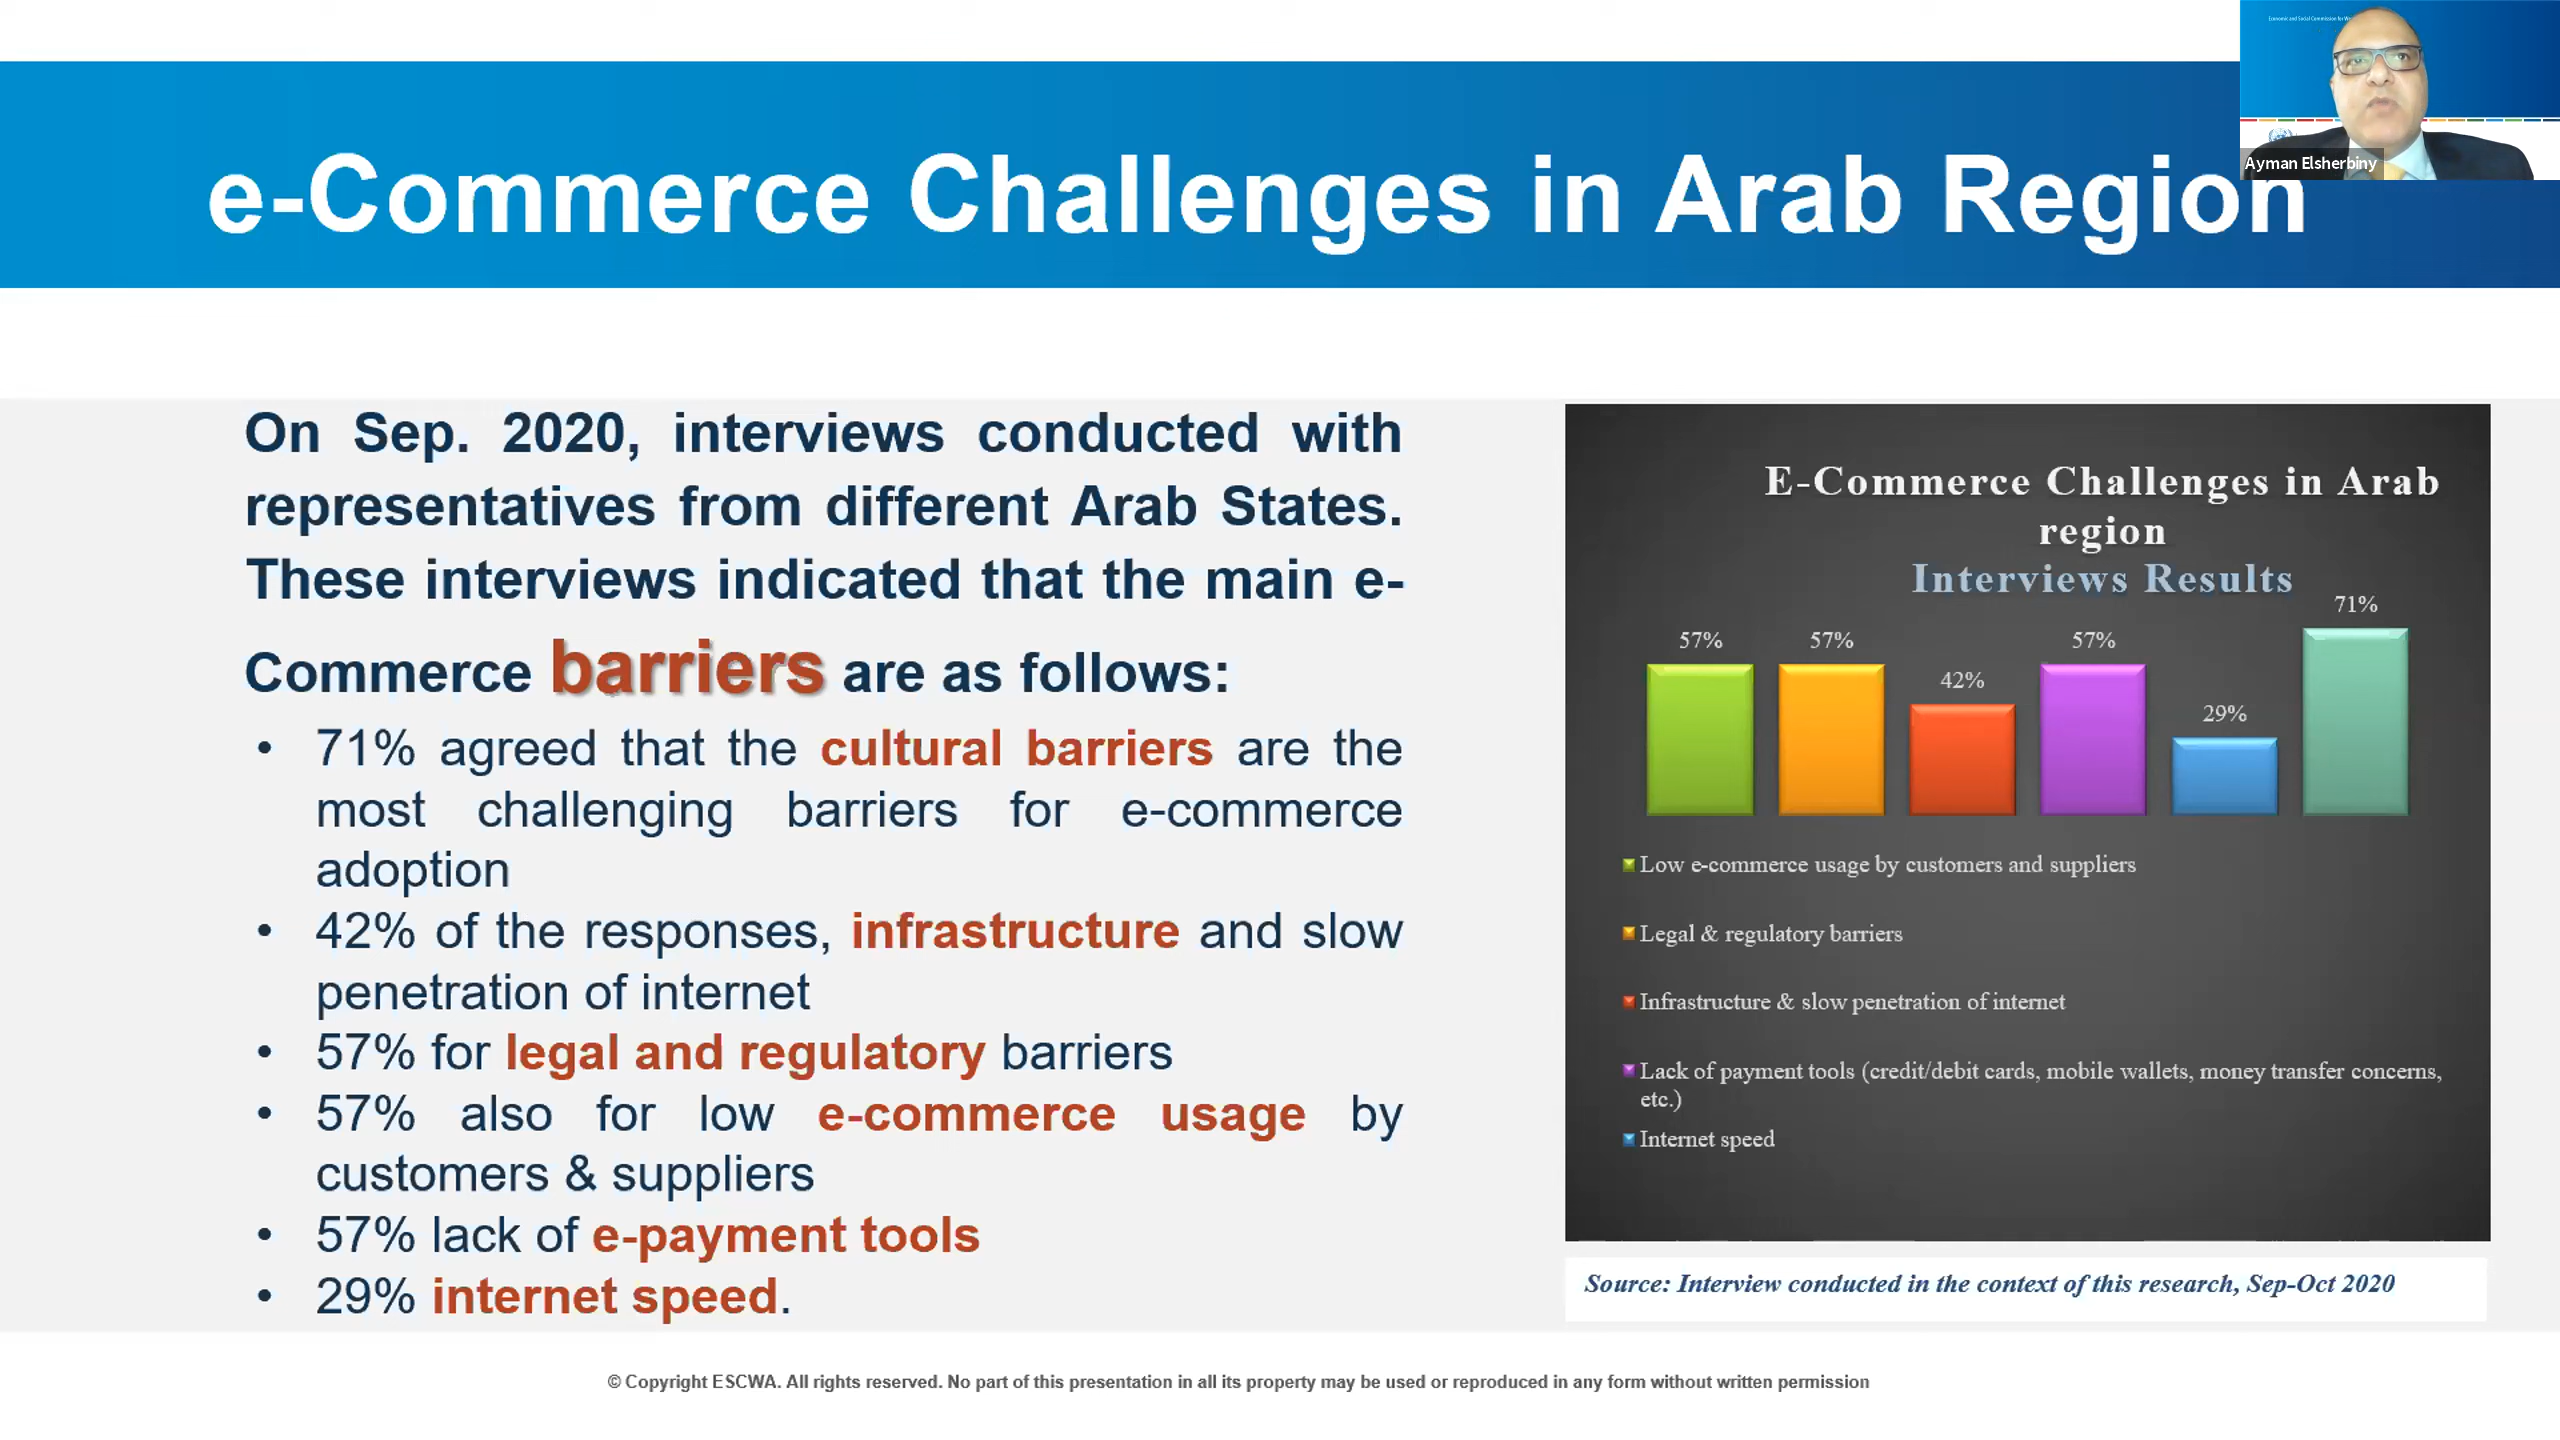 Economic and Social Commission for We
Ayman Elsherbiny
e-Commerce Challenges in Arab Region
On Sep. 2020, interviews conducted with
representatives from different Arab States.
These interviews indicated that the main e-
Commerce barriers are as follows:
• 71% agreed that the cultural barriers are the
most challenging barriers for e-commerce
adoption
• 42% of the responses, infrastructure and slow
penetration of internet
• 57% for legal and regulatory barriers
• 57% also for low e-commerce usage by
customers & suppliers
• 57% lack of e-payment tools
• 29% internet speed.
E-Commerce Challenges in Arab
region
Interviews Results
57% 57% 42% 57% 29% 71%
Low e-commerce usage by customers and suppliers
Legal & regulatory barriers
Infrastructure & slow penetration of internet
Lack of payment tools (credit/debit cards, mobile wallets, money transfer concerns,
etc.)
Internet speed
Source: Interview conducted in the context of this research, Sep-Oct 2020
© Copyright ESCWA. All rights reserved. No part of this presentation in all its property may be used or reproduced in any form without written permission